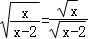 √(x/(x-2)) = √x/√(x-2)